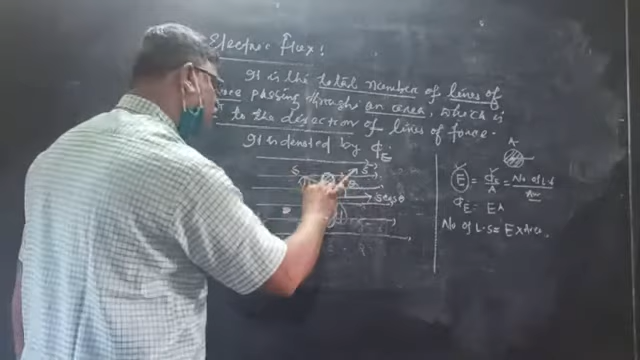 Electric Flux:
It is the total number of lines of
force passing through an area, which is
to the direction of lines of force.
It is denoted by ϕE
S
S
S cos θ
A
E = ϕE/A = No of L.S/Area
ϕE = EA
No of L.S = E x Area.